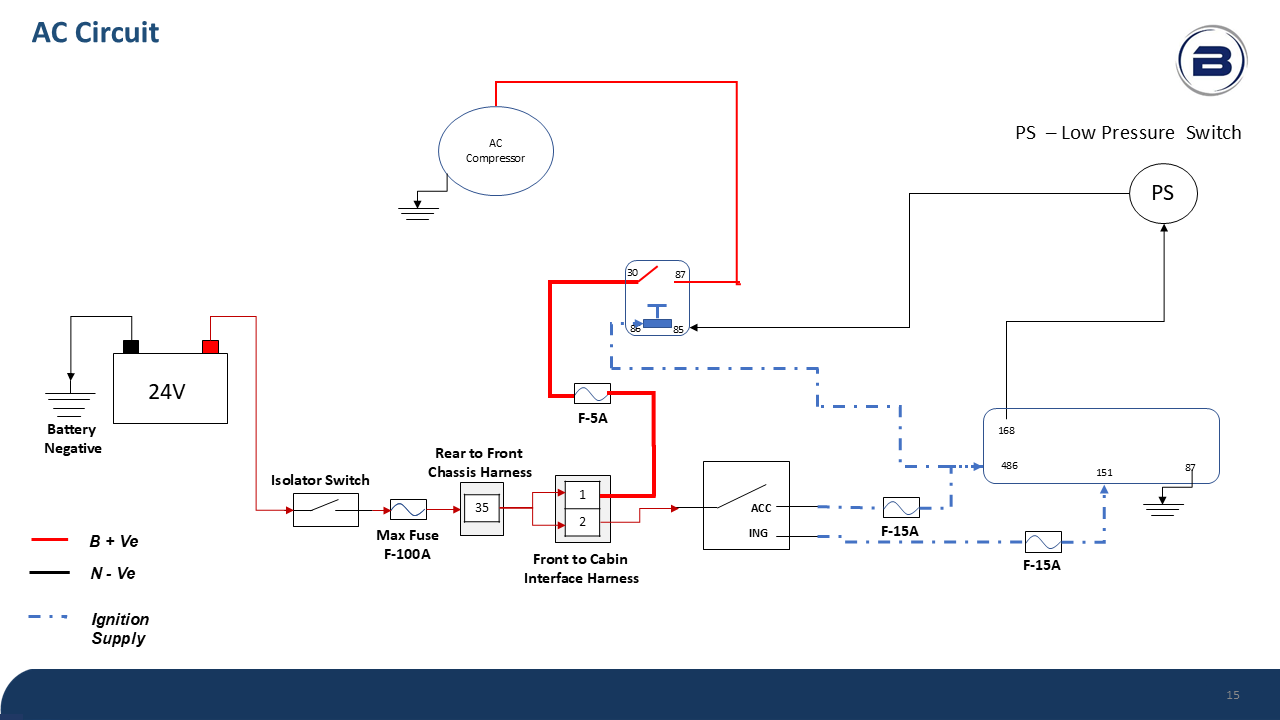 AC Circuit
B
PS – Low Pressure Switch
AC
Compressor
PS
30
87
86
85
24V
Battery
Negative
F-5A
168
486
151
87
Rear to Front
Chassis Harness
Isolator Switch
35
1
2
ACC
ING
Max Fuse
F-100A
Front to Cabin
Interface Harness
F-15A
F-15A
B + Ve
N - Ve
Ignition
Supply
15